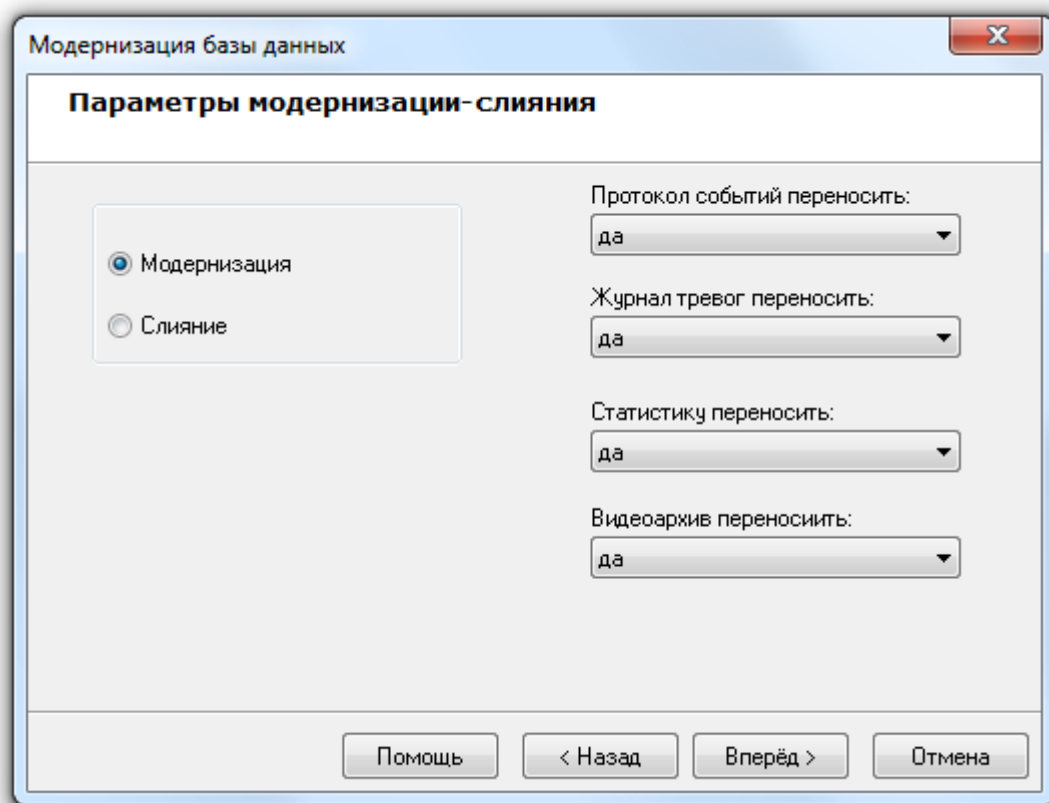 Модернизация базы данных
Параметры модернизации-слияния
Модернизация
Слияние
Протокол событий переносить:
да
Журнал тревог переносить:
да
Статистику переносить:
да
Видеоархив переносиить:
да
Помощь
< Назад
Вперёд >
Отмена